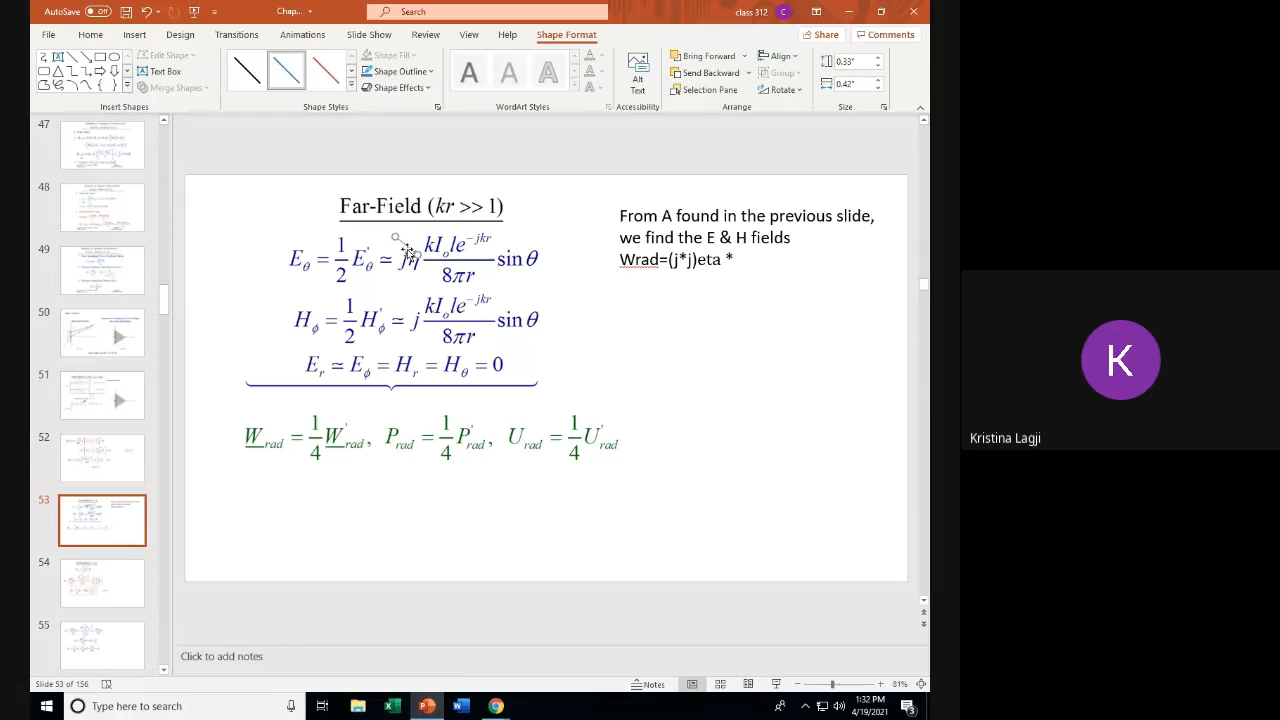 AutoSave Off Chap... Search class 312 C
File Home Insert Draw Design Transitions Animations Slide Show Review View Help Shape Format Share Comments
Edit Shape
Text Box
Merge Shapes
Shape Fill
Shape Outline
Shape Effects
A A A
Alt
Text
Bring Forward
Send Backward
Selection Pane
Align
Group
Rotate
0.33"
0.42"
Insert Shapes Shape Styles WordArt Styles Accessibility Arrange Size
47
48
49
50
51
52
53
54
55
Far-Field (kr >> 1)
E_θ = 1/2 E'_θ ≃ jη kI_o le^{-jkr}/8πr sin θ
H_ϕ = 1/2 H'_ϕ ≃ j kI_o le^{-jkr}/8πr sin θ
E_r ≃ E_ϕ = H_r = H_θ = 0
W_rad = 1/4 W'_rad, P_rad = 1/4 P'_rad, U_rad = 1/4 U'_rad
From A found in the previous slide,
we find the E & H fields
Wrad=(j*j)eta *
Click to add notes
Slide 53 of 156 Notes 81%
Type here to search
1:32 PM
4/19/2021
3
K
Kristina Lagji